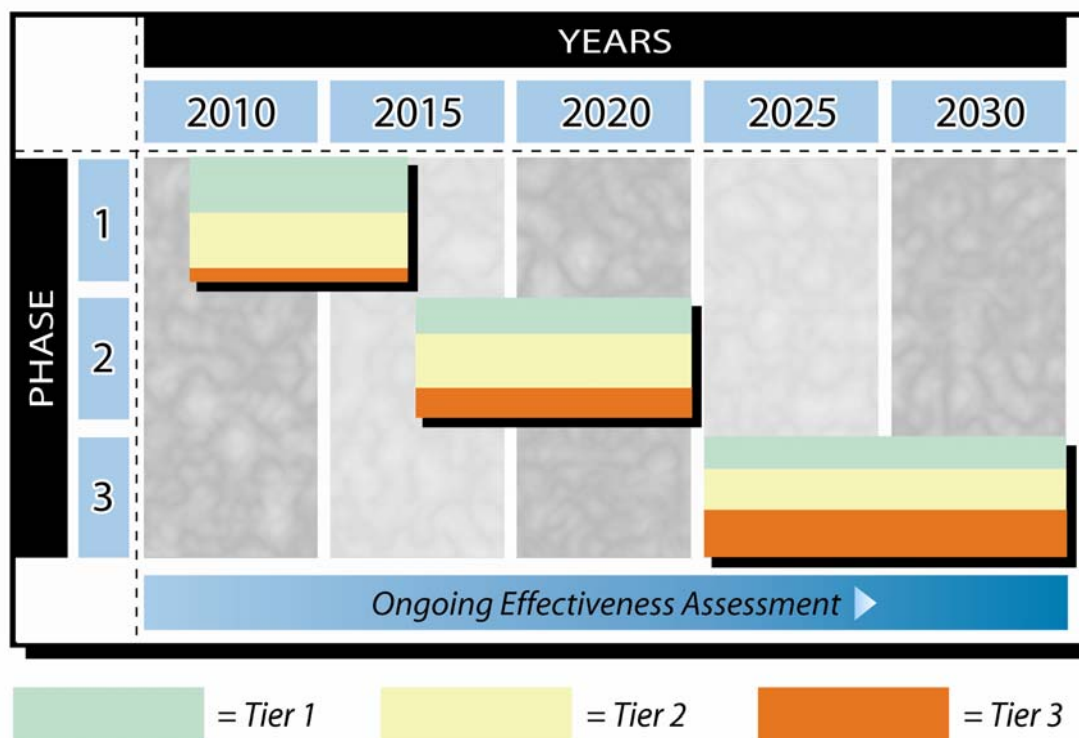 YEARS
2010 2015 2020 2025 2030
PHASE
1
2
3
Ongoing Effectiveness Assessment
= Tier 1 = Tier 2 = Tier 3